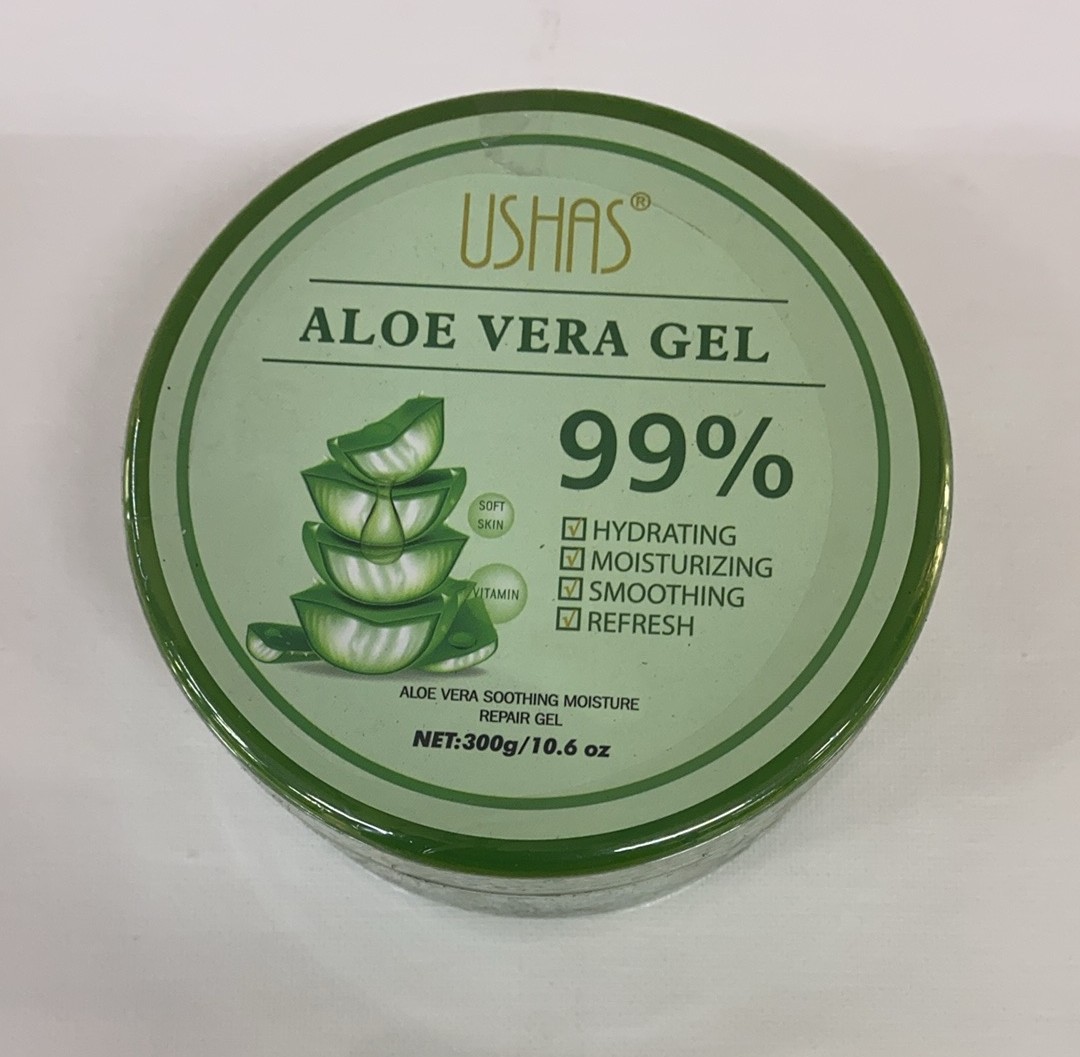 USHAS®
ALOE VERA GEL
99%
SOFT
SKIN
VITAMIN
HYDRATING
MOISTURIZING
SMOOTHING
REFRESH
ALOE VERA SOOTHING MOISTURE
REPAIR GEL
NET:300g/10.6 oz